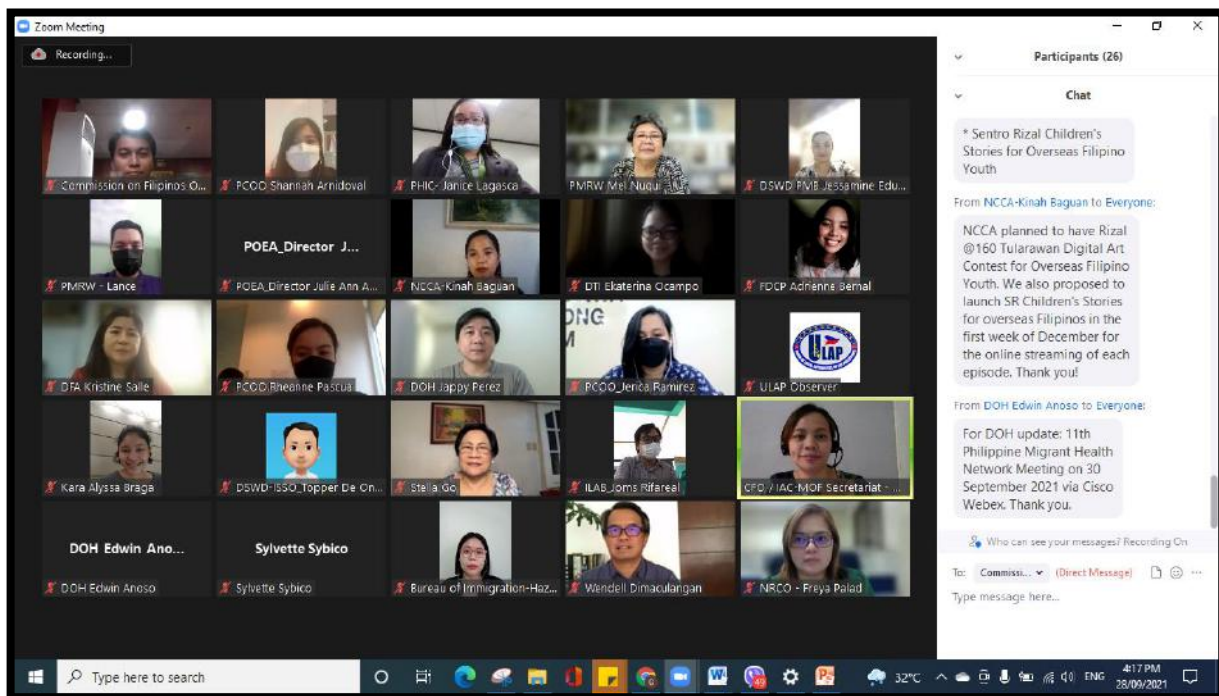 Zoom Meeting
Recording...
Participants (26)
Chat
* Sentro Rizal Children's
Stories for Overseas Filipino
Youth
From NCCA-Kinah Baguan to Everyone:
NCCA planned to have Rizal
@160 Tularawan Digital Art
Contest for Overseas Filipino
Youth. We also proposed to
launch SR Children's Stories
for overseas Filipinos in the
first week of December for
the online streaming of each
episode. Thank you!
From DOH Edwin Anoso to Everyone:
For DOH update: 11th
Philippine Migrant Health
Network Meeting on 30
September 2021 via Cisco
Webex. Thank you.
Who can see your messages? Recording On
To: Commissi... (Direct Message)
Type message here...
Commission on Filipinos O...
PCOO Shannah Arnidoval
PHIC- Janice Lagasca
PMRW Mel Nuqui
DSWD PMB Jessamine Edu...
PMRW - Lance
POEA_Director J...
POEA_Director Julie Ann A...
NCCA-Kinah Baguan
DTI Ekaterina Ocampo
FDCP Adrienne Bernal
DFA Kristine Salle
PCOO Rheanne Pascua
DOH Jappy Perez
ONG
M
PCOO_Jerica Ramirez
ULAP
ULAP Observer
Kara Alyssa Braga
DSWD-ISSO_Topper De On...
Stella Go
ILAB_Joms Rifareal
CFO / IAC-MOF Secretariat - ...
DOH Edwin Ano...
DOH Edwin Anoso
Sylvette Sybico
Sylvette Sybico
Bureau of Immigration-Haz...
Wendell Dimaculangan
NRCO - Freya Palad
Type here to search
32°C
ENG
4:17 PM
28/09/2021